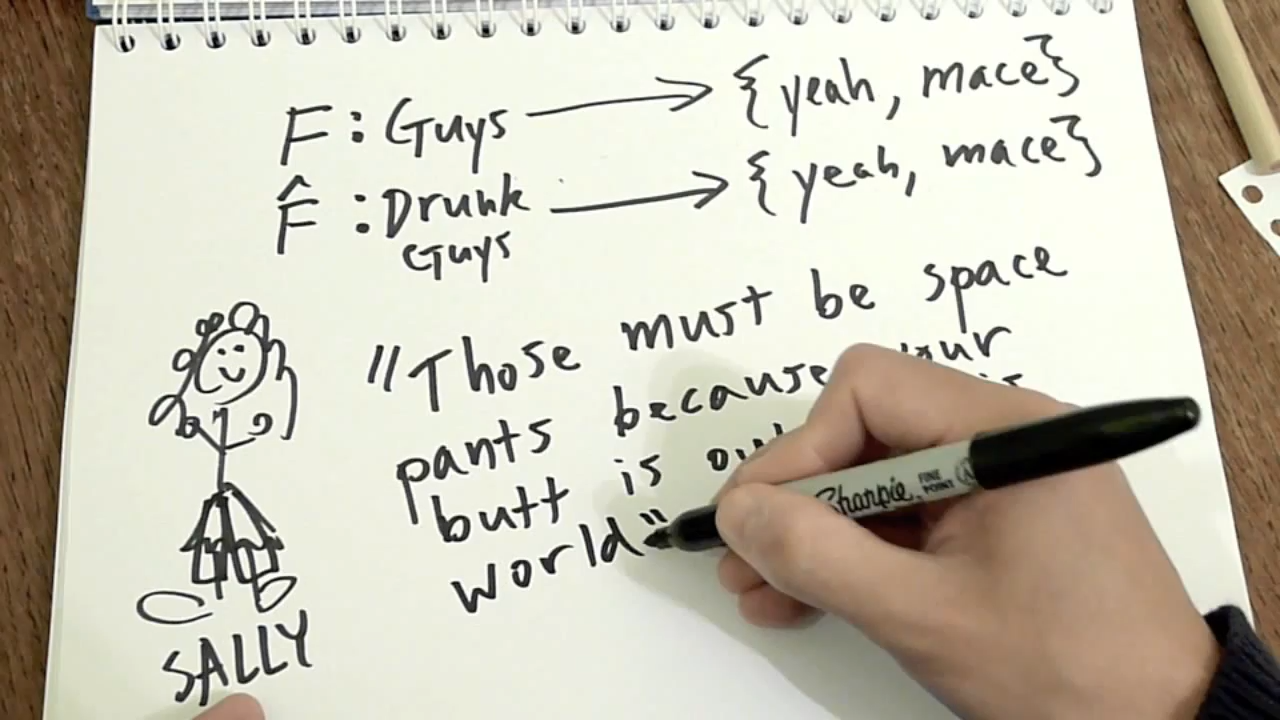 F : Guys → {yeah, mace}
F̂ : Drunk → {yeah, mace}
Guys
"Those must be space
pants because
butt is
world"
SALLY
Sharpie.
FINE
POINT